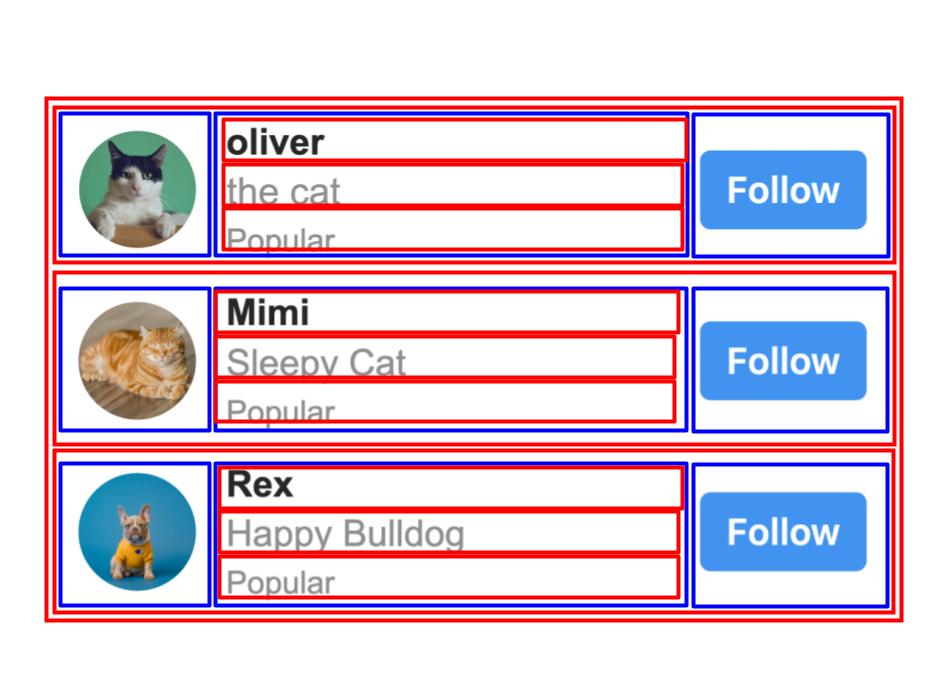 oliver
the cat
Popular
Follow
Mimi
Sleepy Cat
Popular
Follow
Rex
Happy Bulldog
Popular
Follow